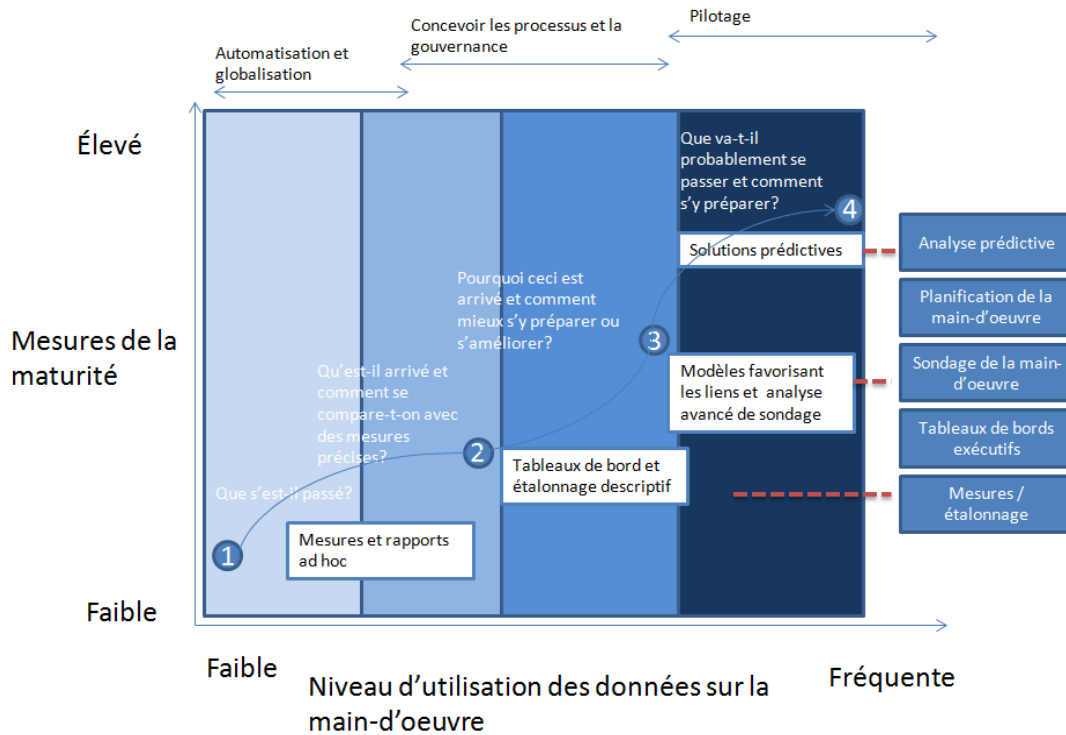 Automatisation et
globalisation
Concevoir les processus et la
gouvernance
Pilotage
Élevé
Mesures de la
maturité
Faible
Que va-t-il
probablement se
passer et comment
s’y préparer?
4
Solutions prédictives
Pourquoi ceci est
arrivé et comment
mieux s’y préparer ou
s’améliorer?
3
Modèles favorisant
les liens et analyse
avancé de sondage
Qu’est-il arrivé et
comment se
compare-t-on avec
des mesures
précises?
2
Tableaux de bord et
étalonnage descriptif
Que s’est-il passé?
1
Mesures et rapports
ad hoc
Analyse prédictive
Planification de la
main-d’oeuvre
Sondage de la main-
d’oeuvre
Tableaux de bords
exécutifs
Mesures /
étalonnage
Faible
Niveau d’utilisation des données sur la
main-d’oeuvre
Fréquente